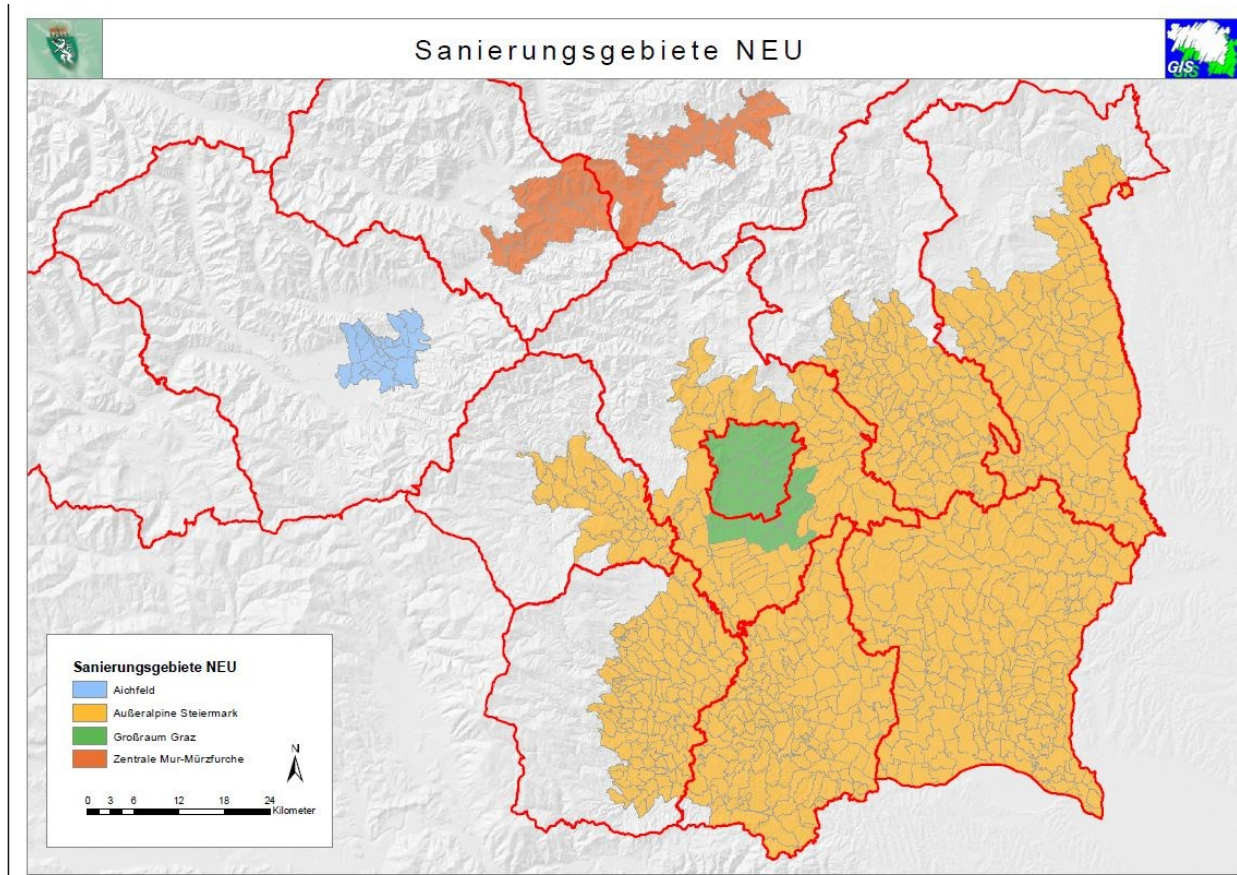 Sanierungsgebiete NEU
GIS
Sanierungsgebiete NEU
Aichfeld
Außeralpine Steiermark
Großraum Graz
Zentrale Mur-Mürzfurche
N
0 3 6 12 18 24
Kilometer